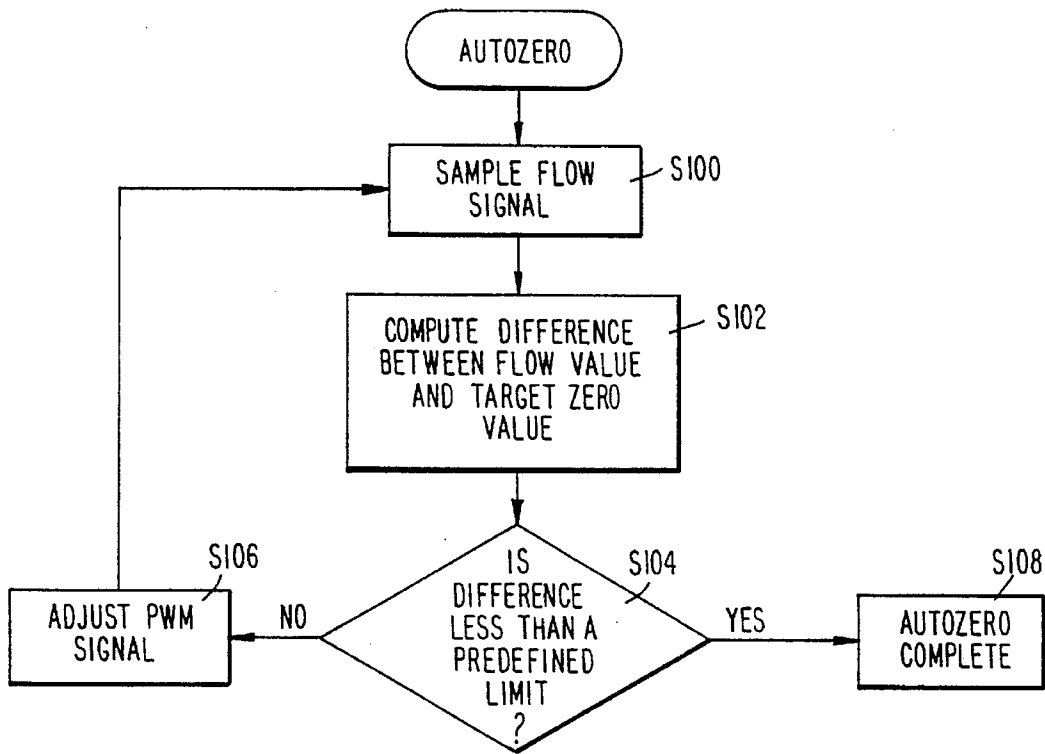 AUTOZERO
SAMPLE FLOW
SIGNAL
S100
COMPUTE DIFFERENCE
BETWEEN FLOW VALUE
AND TARGET ZERO
VALUE
S102
IS
DIFFERENCE
LESS THAN A
PREDEFINED
LIMIT
?
S104
NO
ADJUST PWM
SIGNAL
S106
YES
AUTOZERO
COMPLETE
S108